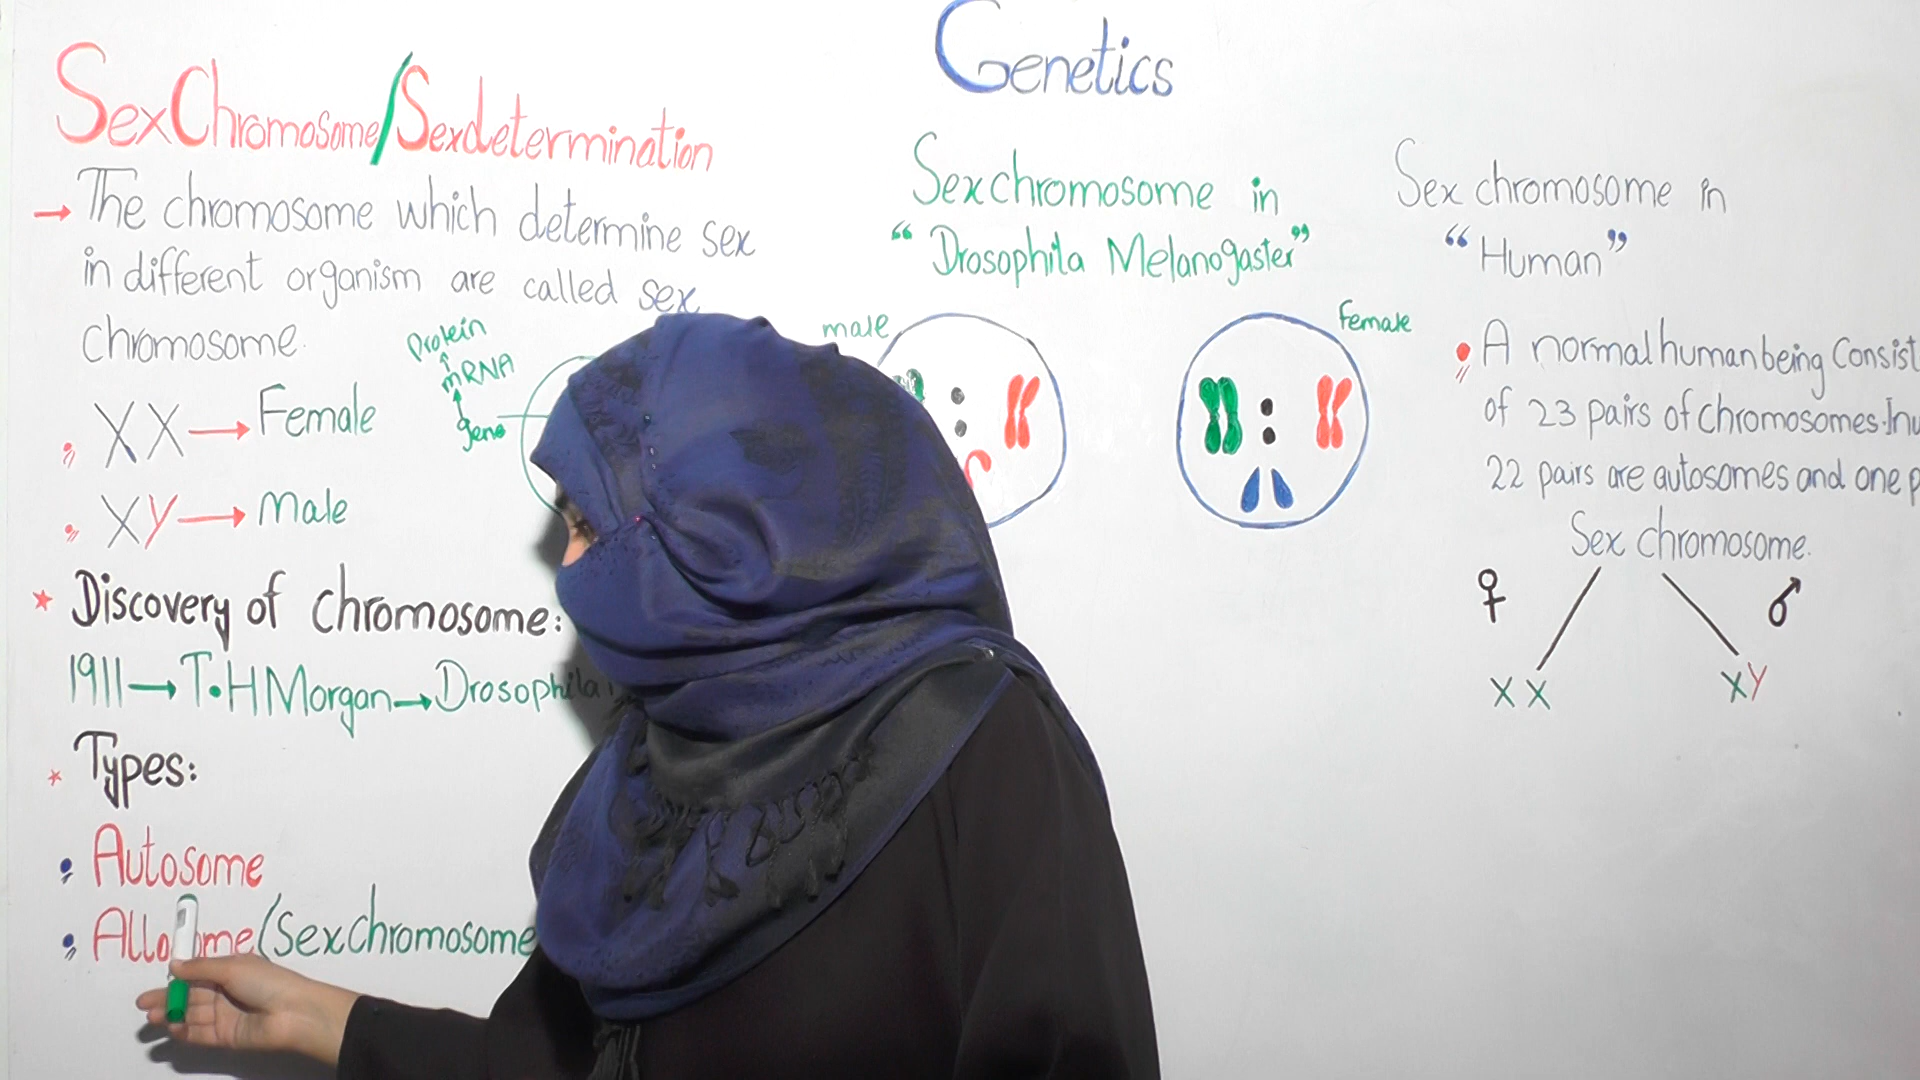 Genetics
Sex Chromosome/Sex determination
→ The chromosome which determine sex
in different organism are called sex
chromosome.
XX → Female
XY → Male
Protein
mRNA
gene
* Discovery of chromosome:
1911 → T.H Morgan → Drosophila
* Types:
Autosome
(Sex chromosome
Sex chromosome in
“Drosophila Melanogaster”
male
Female
Sex chromosome in
“Human”
A normal human being Consist
of 23 pairs of chromosomes.
22 pairs are autosomes and one
Sex chromosome.
♀ ♂
XX XY